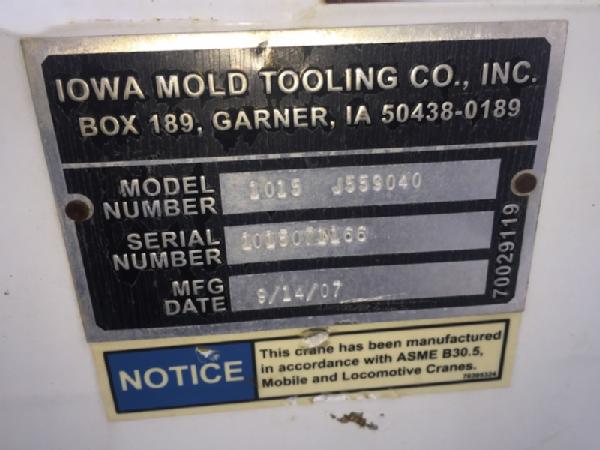 IOWA MOLD TOOLING CO., INC.
BOX 189, GARNER, IA 50438-0189
MODEL NUMBER 1015 J559040
SERIAL NUMBER
MFG DATE 9/14/07
70029119
NOTICE
This crane has been manufactured
in accordance with ASME B30.5,
Mobile and Locomotive Cranes.